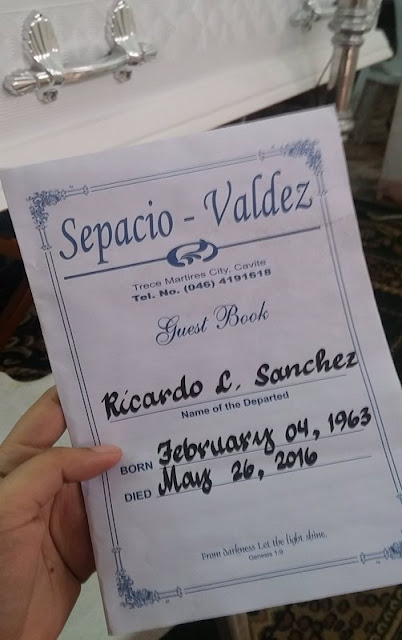 Sepacio - Valdez
Trece Martires City, Cavite
Tel. No. (046) 4191618
Guest Book
Ricardo L. Sanchez
Name of the Departed
BORN February 04, 1963
DIED May 26, 2016
From darkness Let the light shine.
Genesis 1:9